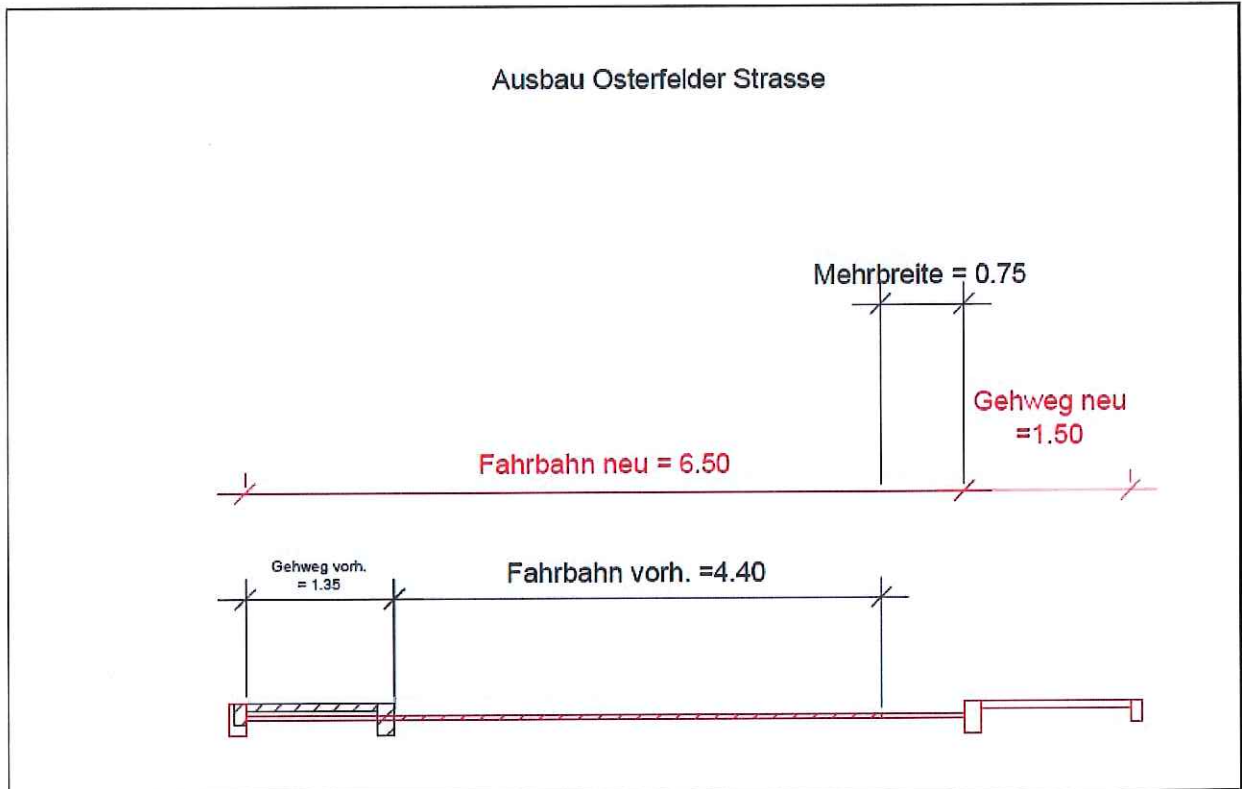 Ausbau Osterfelder Strasse
Mehrbreite = 0.75
Gehweg neu
=1.50
Fahrbahn neu = 6.50
Gehweg vorh.
= 1.35
Fahrbahn vorh. =4.40